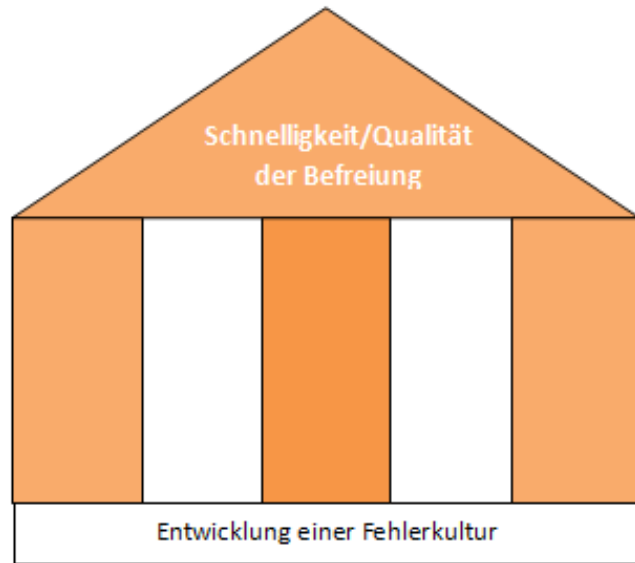 Schnelligkeit/Qualität
der Befreiung
Entwicklung einer Fehlerkultur